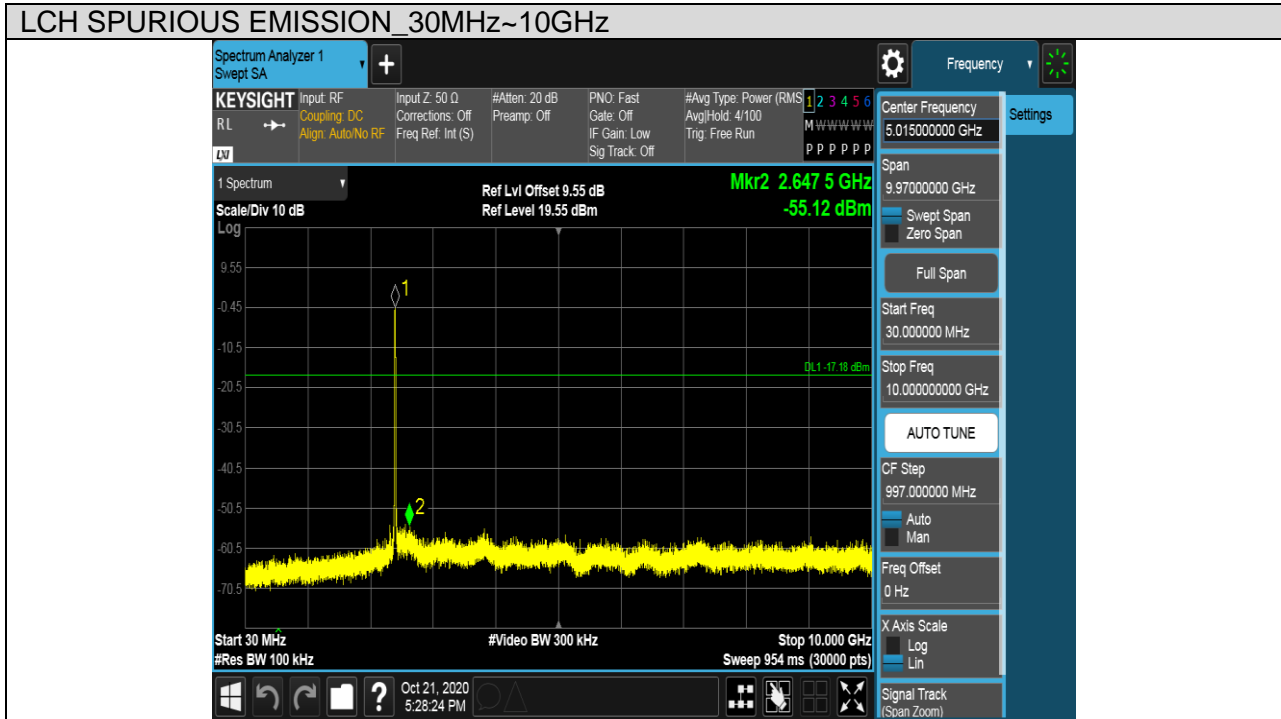 LCH SPURIOUS EMISSION_30MHz~10GHz
Spectrum Analyzer 1
Swept SA
+
Frequency
KEYSIGHT
RL
LXI
Input: RF
Coupling: DC
Align: Auto/No RF
Input Z: 50 Ω
Corrections: Off
Freq Ref: Int (S)
#Atten: 20 dB
Preamp: Off
PNO: Fast
Gate: Off
IF Gain: Low
Sig Track: Off
#Avg Type: Power (RMS
Avg|Hold: 4/100
Trig: Free Run
1 2 3 4 5 6
M W W W W W
P P P P P P
1 Spectrum
Scale/Div 10 dB
Log
Ref Lvl Offset 9.55 dB
Ref Level 19.55 dBm
Mkr2 2.647 5 GHz
-55.12 dBm
9.55
-0.45
-10.5
-20.5
-30.5
-40.5
-50.5
-60.5
-70.5
1
2
DL1 -17.18 dBm
Start 30 MHz
#Res BW 100 kHz
#Video BW 300 kHz
Stop 10.000 GHz
Sweep 954 ms (30000 pts)
?
Oct 21, 2020
5:28:24 PM
Center Frequency
5.015000000 GHz
Settings
Span
9.97000000 GHz
Swept Span
Zero Span
Full Span
Start Freq
30.000000 MHz
Stop Freq
10.000000000 GHz
AUTO TUNE
CF Step
997.000000 MHz
Auto
Man
Freq Offset
0 Hz
X Axis Scale
Log
Lin
Signal Track
(Span Zoom)